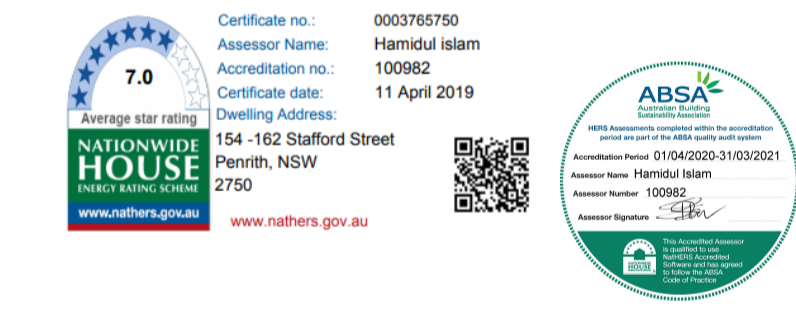 7.0
Average star rating
NATIONWIDE
HOUSE
ENERGY RATING SCHEME
www.nathers.gov.au
Certificate no.: 0003765750
Assessor Name: Hamidul islam
Accreditation no.: 100982
Certificate date: 11 April 2019
Dwelling Address:
154 -162 Stafford Street
Penrith, NSW
2750
www.nathers.gov.au
ABSA
Australian Building
Sustainability Association
HERS Assessments completed within the accreditation
period are part of the ABSA quality audit system
Accreditation Period 01/04/2020-31/03/2021
Assessor Name Hamidul Islam
Assessor Number 100982
Assessor Signature
This Accredited Assessor
is qualified to use
NatHERS Accredited
Software and has agreed
to follow the ABSA
Code of Practice
HOUSE